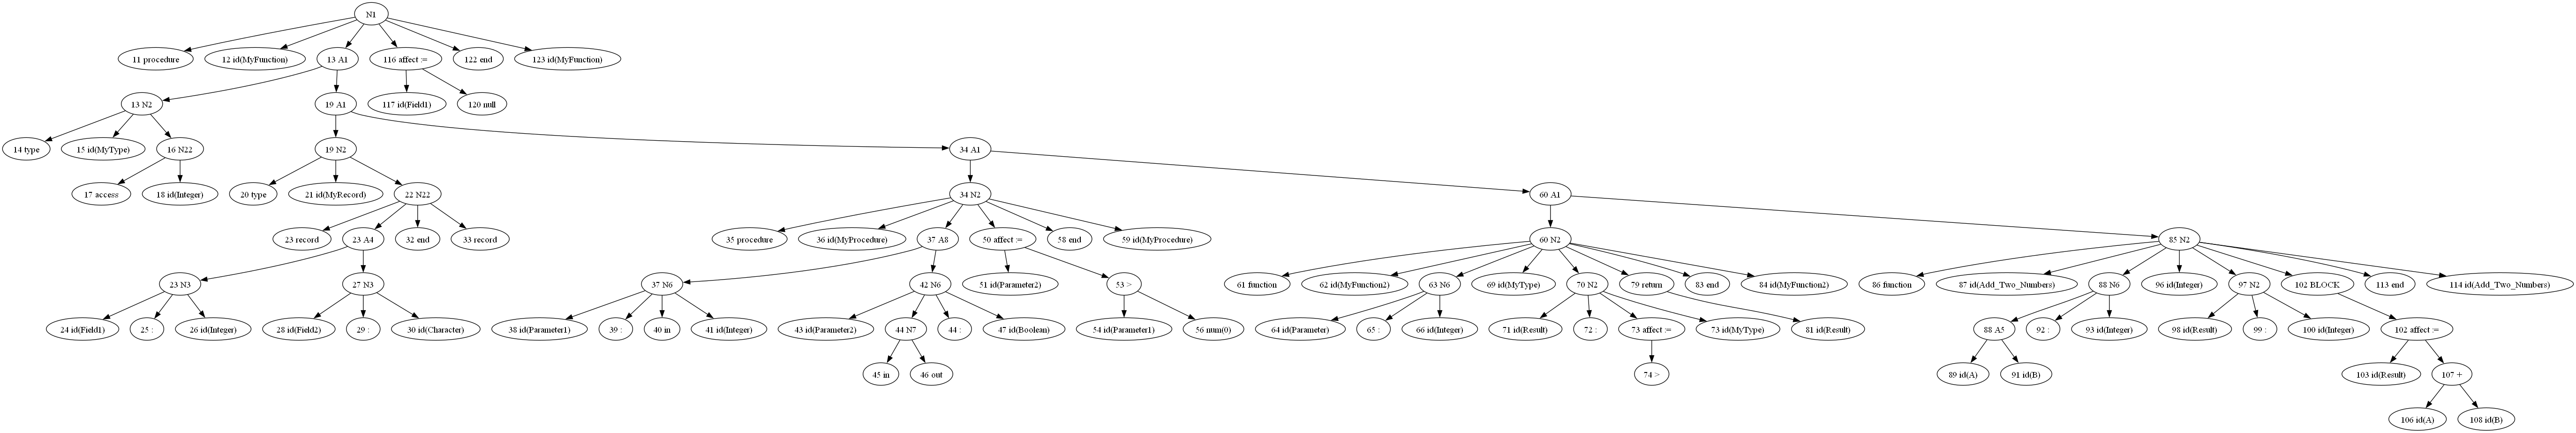 N1
11 procedure
12 id(MyFunction)
13 A1
116 affect :=
122 end
123 id(MyFunction)
13 N2
19 A1
117 id(Field1)
120 null
14 type
15 id(MyType)
16 N22
19 N2
34 A1
17 access
18 id(Integer)
20 type
21 id(MyRecord)
22 N22
34 N2
60 A1
23 record
23 A4
32 end
33 record
35 procedure
36 id(MyProcedure)
37 A8
50 affect :=
58 end
59 id(MyProcedure)
60 N2
85 N2
23 N3
27 N3
37 N6
42 N6
51 id(Parameter2)
53 >
61 function
62 id(MyFunction2)
63 N6
69 id(MyType)
70 N2
79 return
83 end
84 id(MyFunction2)
86 function
87 id(Add_Two_Numbers)
88 N6
96 id(Integer)
97 N2
102 BLOCK
113 end
114 id(Add_Two_Numbers)
24 id(Field1)
25 :
26 id(Integer)
28 id(Field2)
29 :
30 id(Character)
38 id(Parameter1)
39 :
40 in
41 id(Integer)
43 id(Parameter2)
44 N7
44 :
47 id(Boolean)
54 id(Parameter1)
56 num(0)
64 id(Parameter)
65 :
66 id(Integer)
71 id(Result)
72 :
73 affect :=
73 id(MyType)
81 id(Result)
88 A5
92 :
93 id(Integer)
98 id(Result)
99 :
100 id(Integer)
102 affect :=
45 in
46 out
74 >
89 id(A)
91 id(B)
103 id(Result)
107 +
106 id(A)
108 id(B)